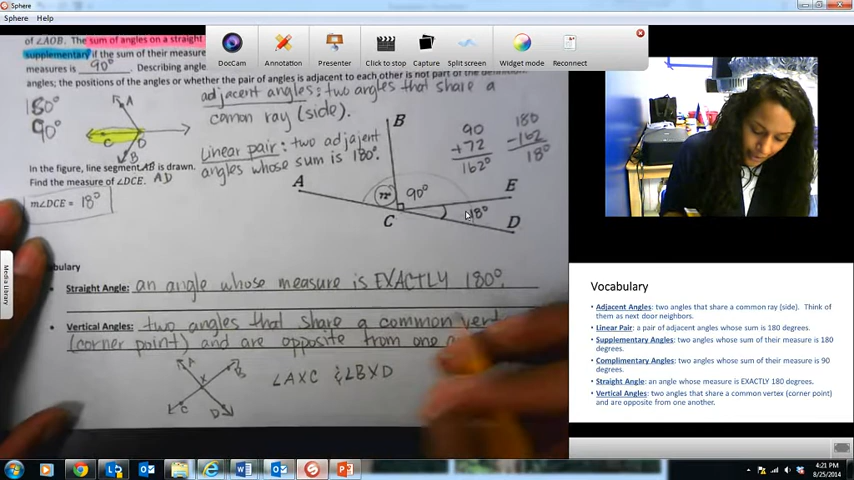 Sphere
Sphere Help
DocCam
Annotation
Presenter
Click to stop
Capture
Split screen
Widget mode
Reconnect
of ∠AOB. The sum of angles on a straight
supplementary if the sum of their measure
measures is 90°. Describing angle
angles; the positions of the angles or whether the pair of angles is adjacent to each other is not part of the definition.
180°
90°
A
C
O
B
adjacent angles: two angles that share a
comon ray (side).
Linear pair: two adjajent
angles whose sum is 180°.
In the figure, line segment AB is drawn.
AD
Find the measure of ∠DCE.
m∠DCE = 18°
90
+72
162°
180
-162
18°
B
A
72°
90°
E
C
18°
D
abulary
Straight Angle: an angle whose measure is EXACTLY 180°.
Vertical Angles: two angles that share a common vert
(corner point) and are opposite from one a
A
X
B
C
D
∠AXC & ∠BXD
Media Library
Vocabulary
• Adjacent Angles: two angles that share a common ray (side). Think of
them as next door neighbors.
• Linear Pair: a pair of adjacent angles whose sum is 180 degrees.
• Supplementary Angles: two angles whose sum of their measure is 180
degrees.
• Complimentary Angles: two angles whose sum of their measure is 90
degrees.
• Straight Angle: an angle whose measure is EXACTLY 180 degrees.
• Vertical Angles: two angles that share a common vertex (corner point)
and are opposite from one another.
4:21 PM
8/25/2014